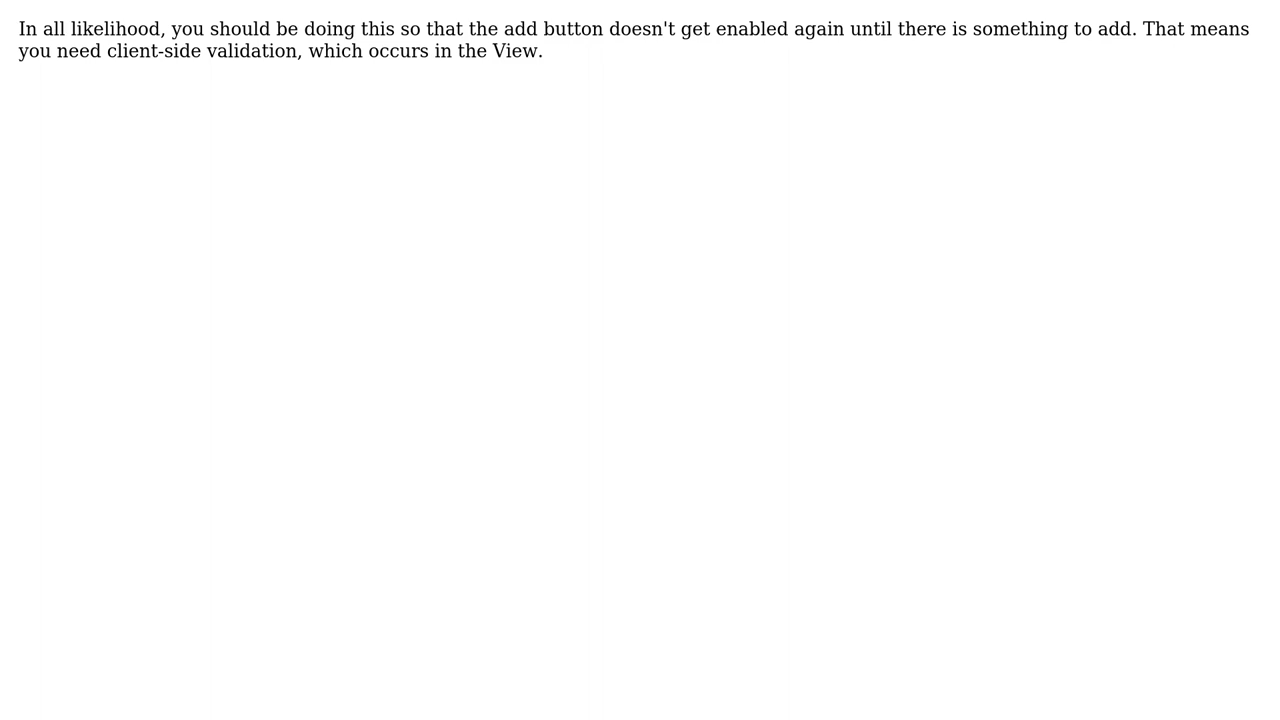 In all likelihood, you should be doing this so that the add button doesn't get enabled again until there is something to add. That means
you need client-side validation, which occurs in the View.